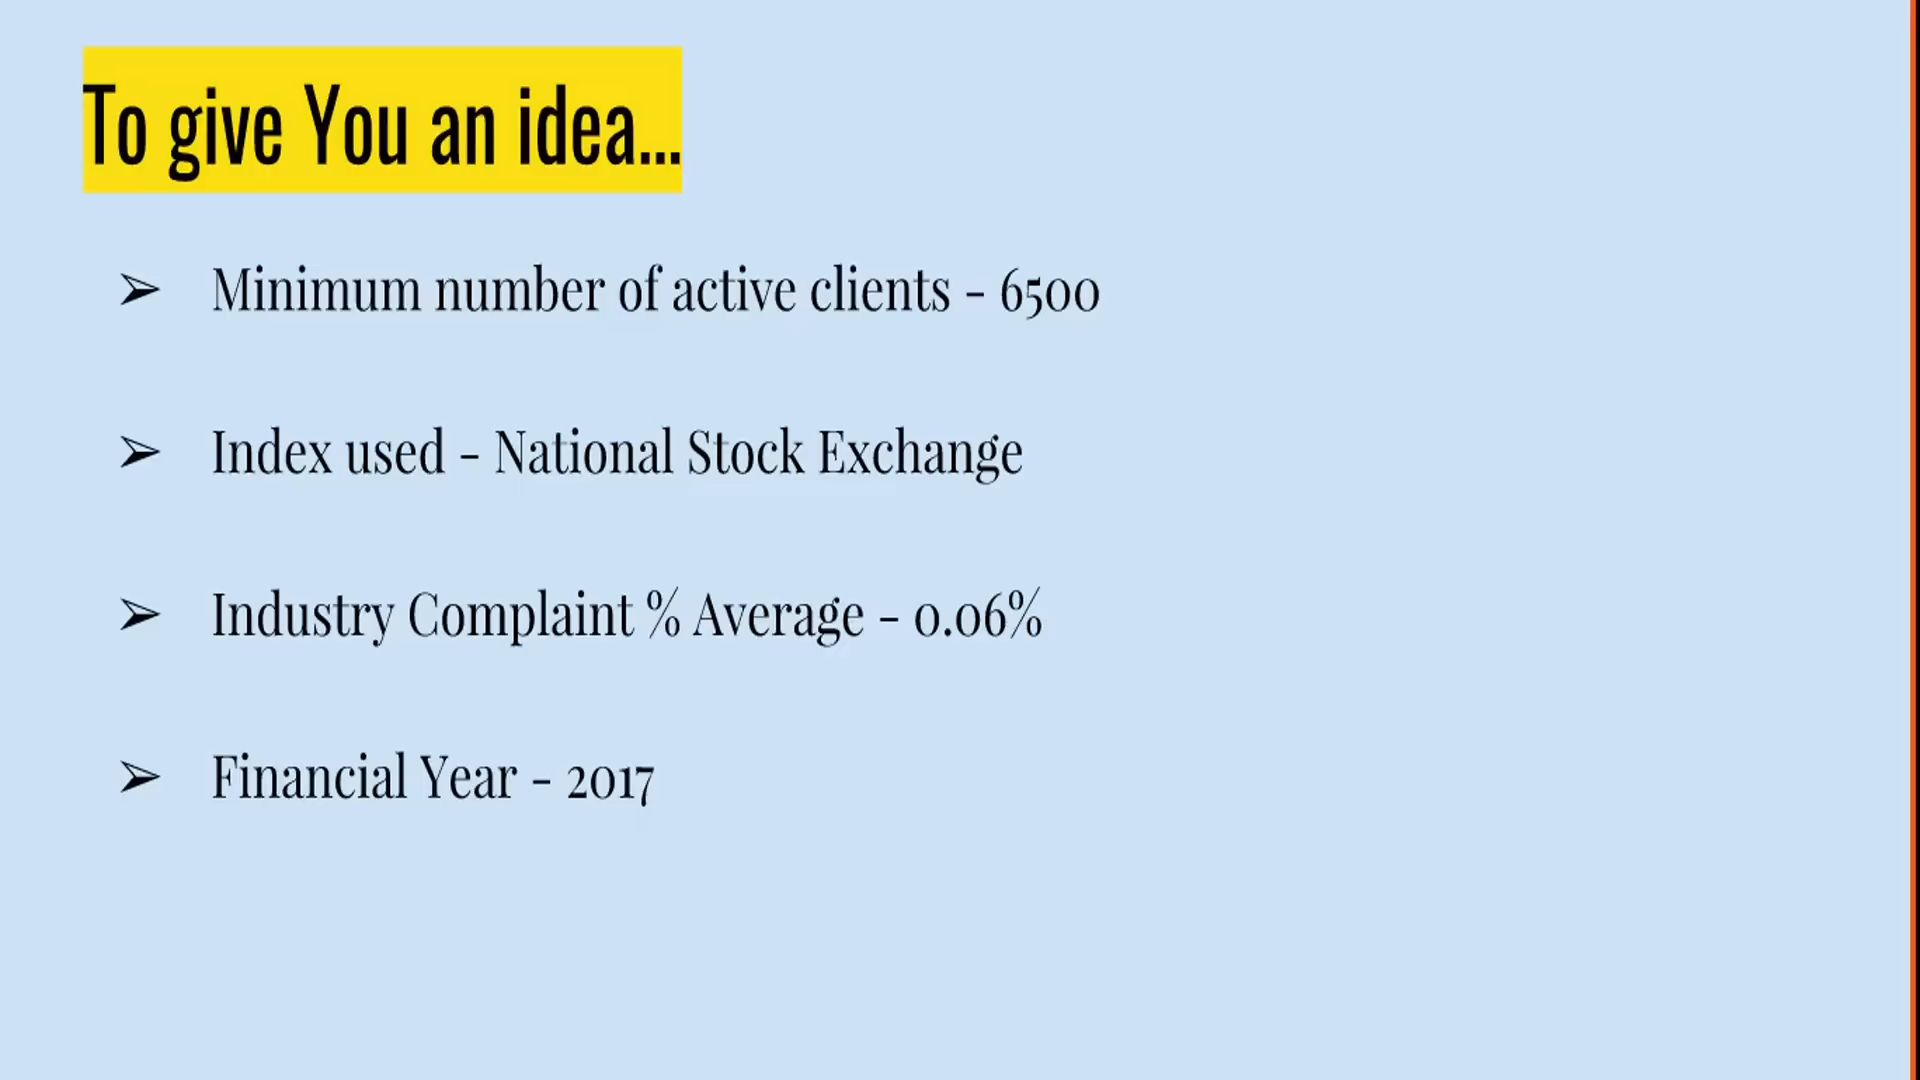 To give You an idea...
➢ Minimum number of active clients - 6500
➢ Index used - National Stock Exchange
➢ Industry Complaint % Average - 0.06%
➢ Financial Year - 2017